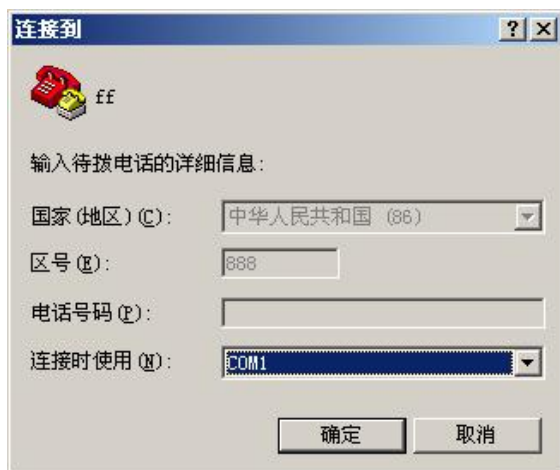 连接到
ff
输入待拨电话的详细信息:
国家(地区)(C): 中华人民共和国 (86)
区号(E): 888
电话号码(P):
连接时使用(N): COM1
确定 取消